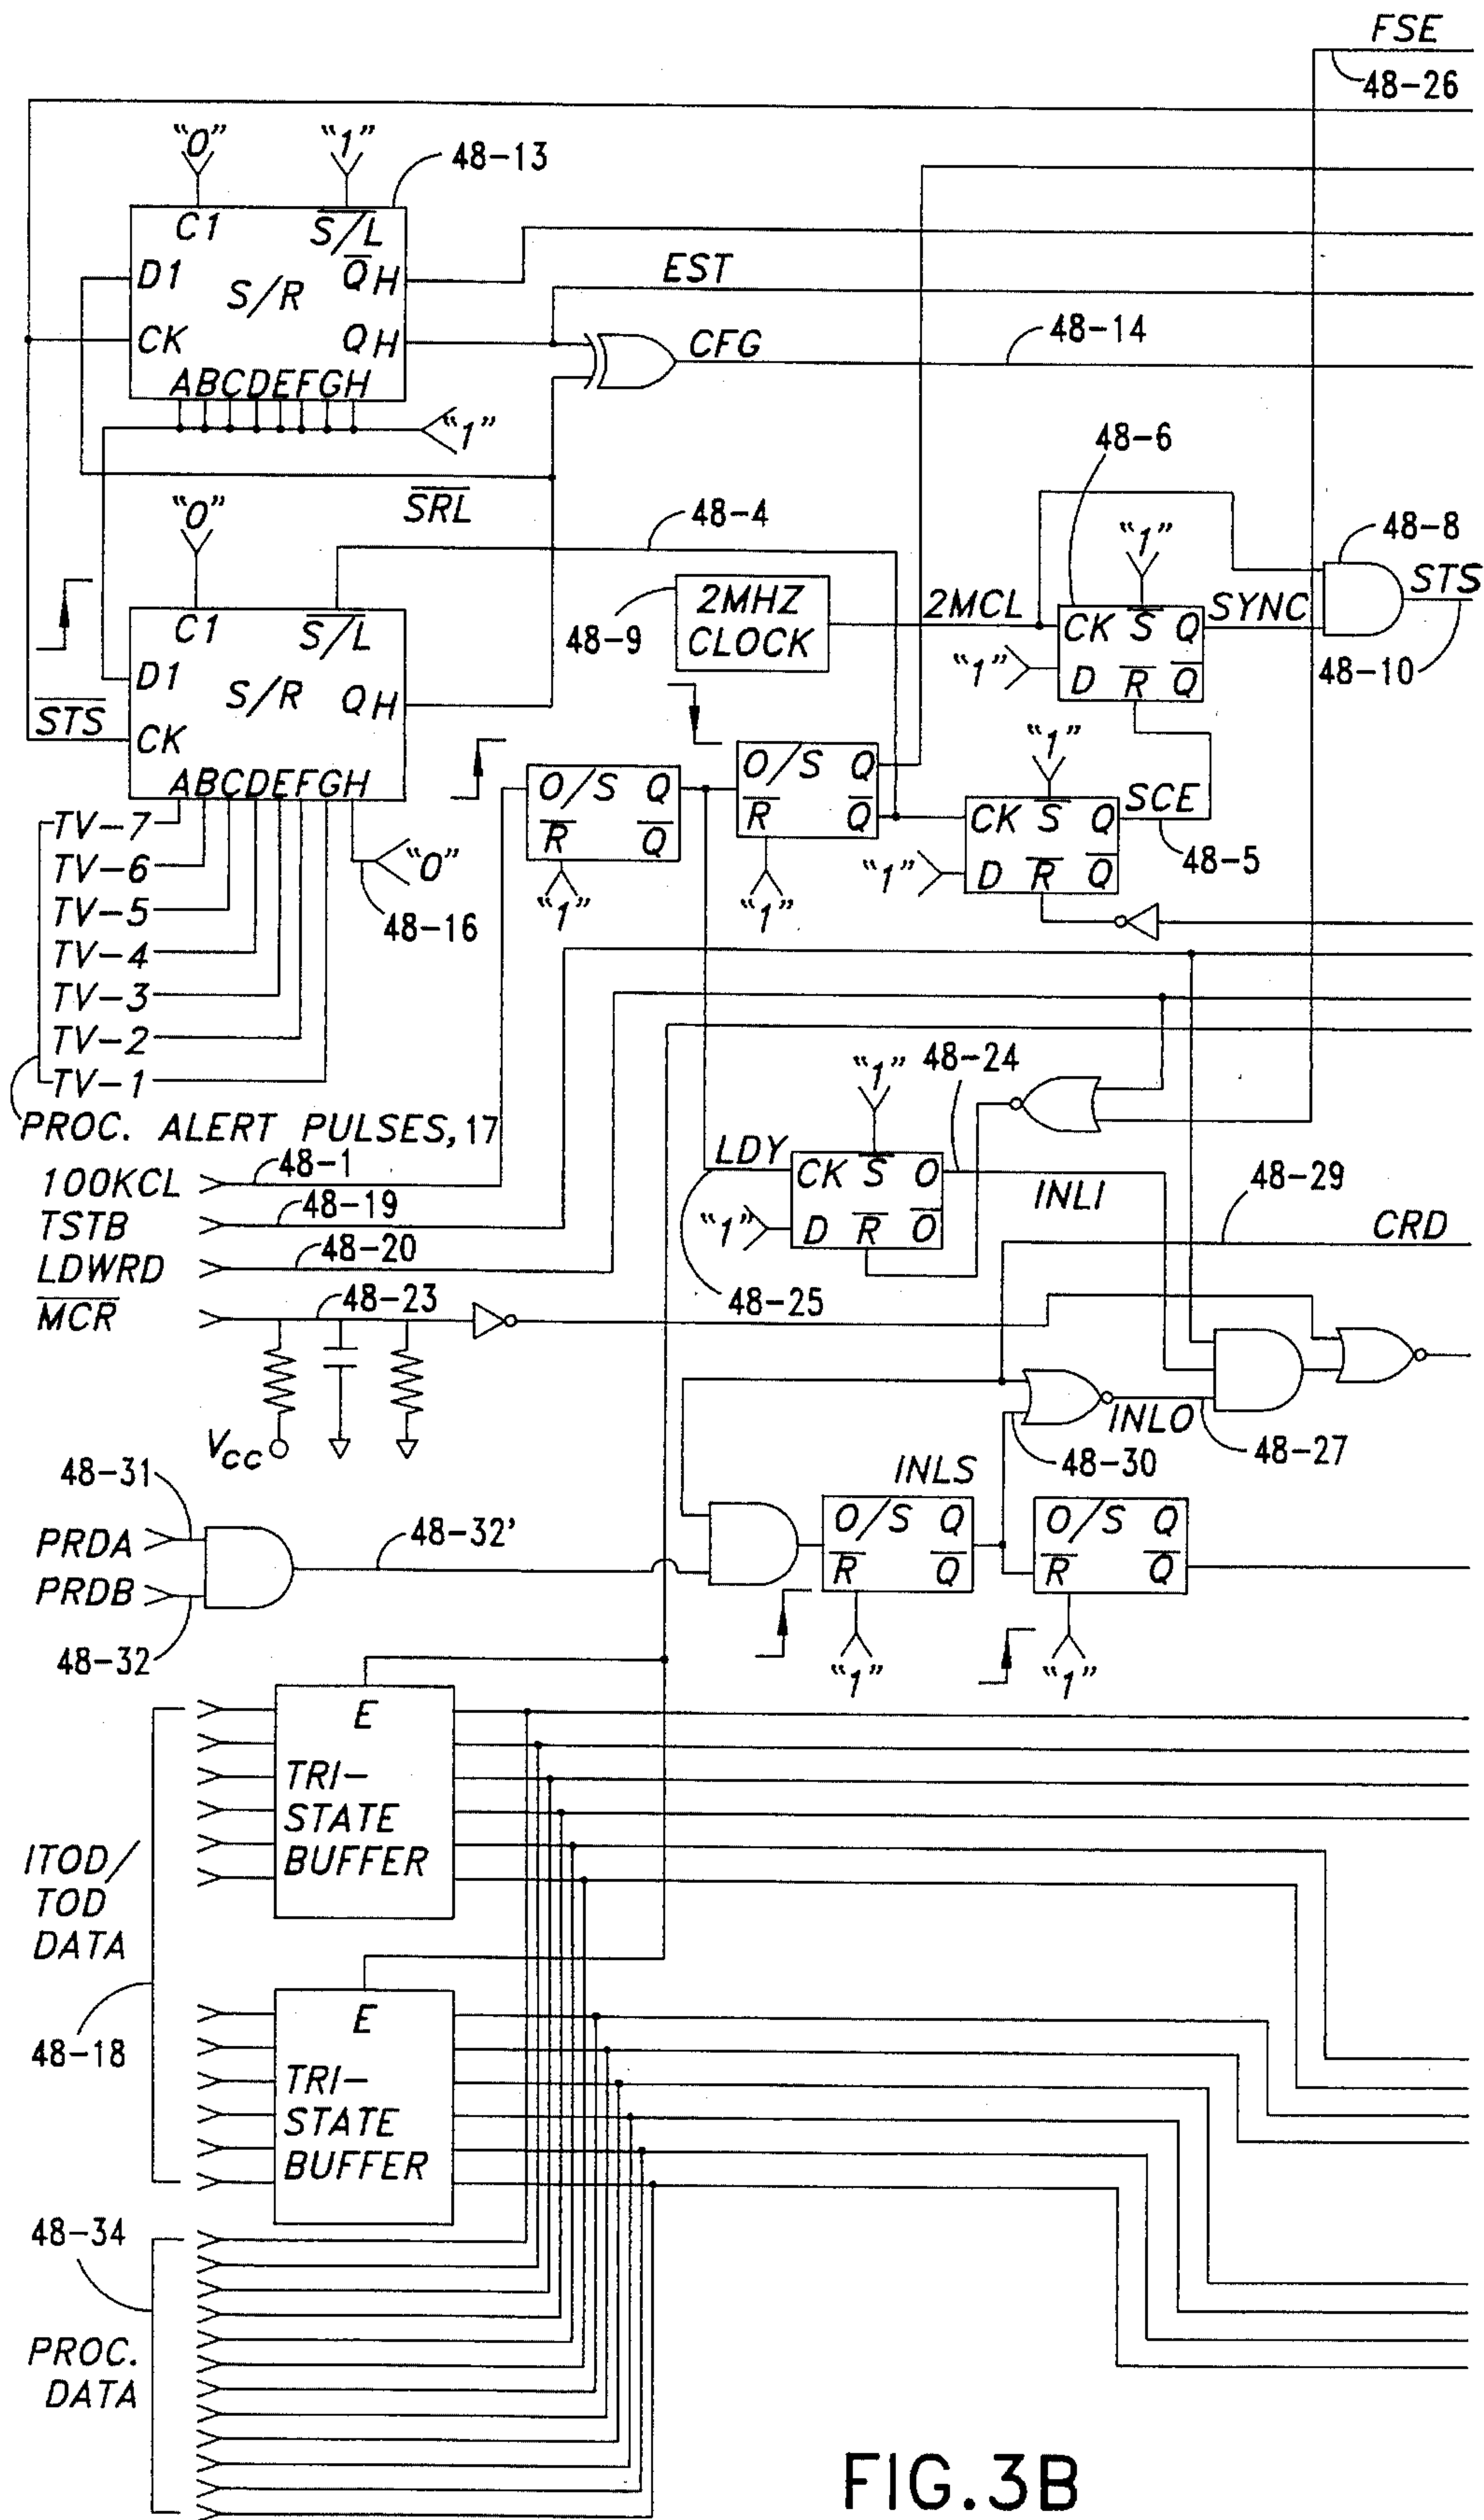 FSE
48-26
"0"
"1"
48-13
C1
S/L
D1
Q H
S/R
EST
CK
Q H
CFG
48-14
ABCDEFGH
"1"
48-6
SRL
"0"
48-4
"1"
48-8
STS
2MHZ
CLOCK
48-9
2MCL
SYNC
C1
S/L
CK S Q
"1"
D R Q
48-10
D1
S/R
Q H
STS
CK
"1"
O/S Q
R Q
O/S Q
R Q
SCE
ABCDEFGH
CK S Q
D R Q
48-5
"1"
TV-7
TV-6
TV-5
TV-4
TV-3
TV-2
TV-1
"0"
48-16
"1"
"1"
PROC. ALERT PULSES, 17
"1"
48-24
LDY
CK S O
D R O
"1"
INLI
48-29
CRD
100KCL
48-1
TSTB
48-19
LDWRD
48-20
MCR
48-23
48-25
VCC
INLO
48-27
48-30
48-31
PRDA
PRDB
48-32
48-32'
INLS
O/S Q
R Q
O/S Q
R Q
"1"
"1"
E
TRI-
STATE
BUFFER
ITOD/
TOD
DATA
48-18
E
TRI-
STATE
BUFFER
48-34
PROC.
DATA
FIG.3B